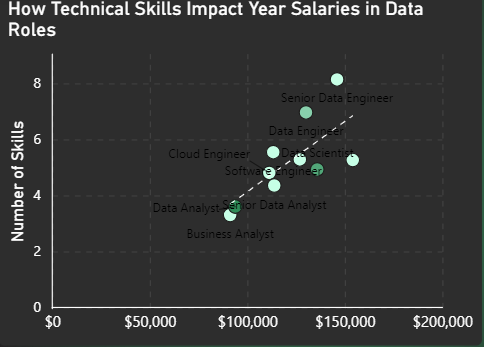 How Technical Skills Impact Year Salaries in Data
Roles
Number of Skills
8
6
4
2
0
Senior Data Engineer
Data Engineer
Cloud Engineer
Data Scientist
Software Engineer
Data Analyst
Senior Data Analyst
Business Analyst
$0
$50,000
$100,000
$150,000
$200,000